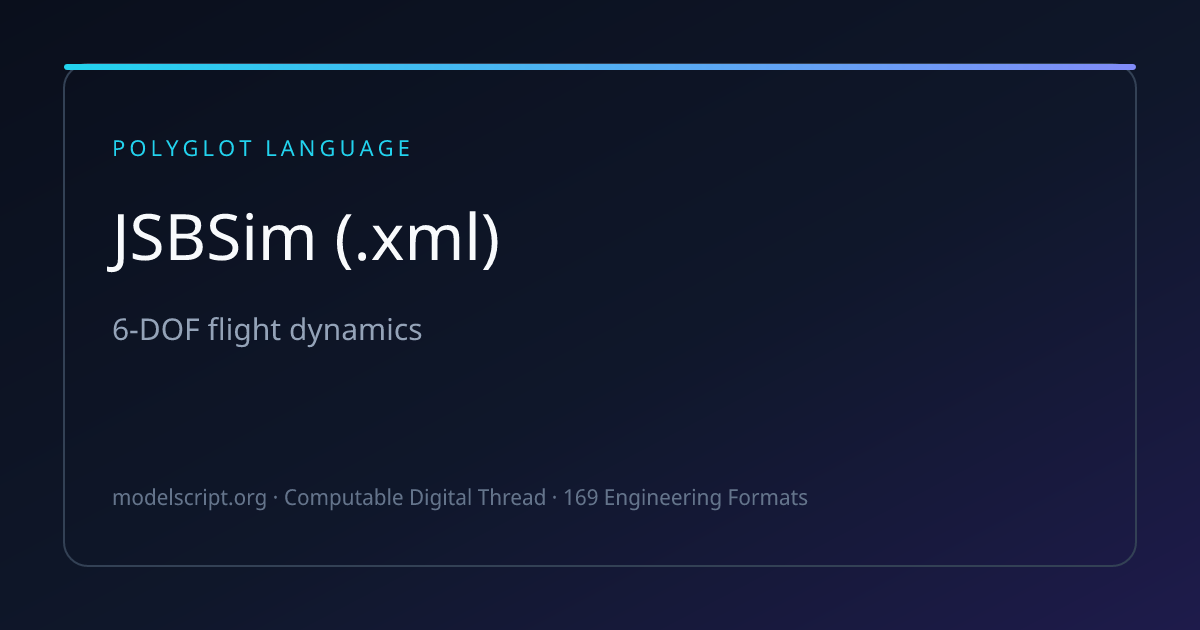 POLYGLOT LANGUAGE
JSBSim (.xml)
6-DOF flight dynamics
modelscript.org · Computable Digital Thread · 169 Engineering Formats